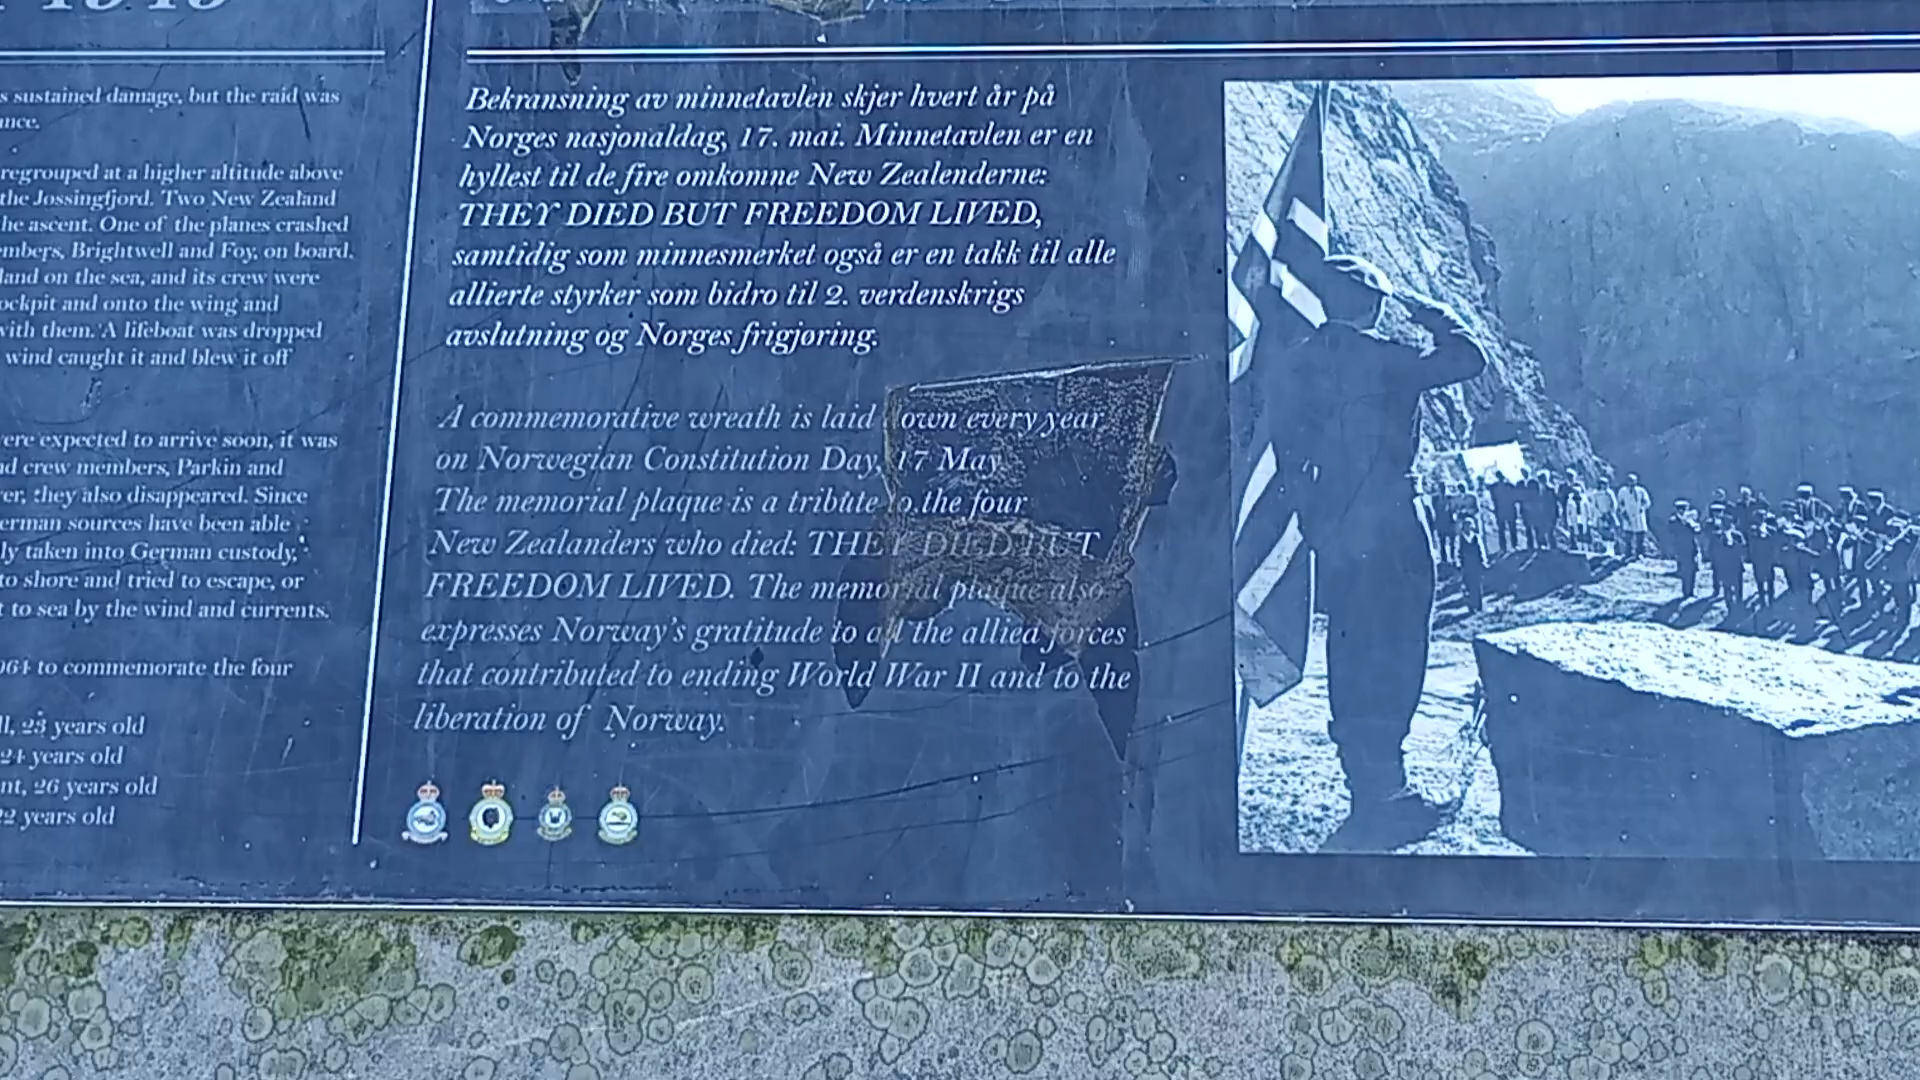 1945
s sustained damage, but the raid was
nce.
regrouped at a higher altitude above
the Jossingfjord. Two New Zealand
he ascent. One of the planes crashed
embers, Brightwell and Foy, on board.
land on the sea, and its crew were
ockpit and onto the wing and
with them. A lifeboat was dropped
wind caught it and blew it off
were expected to arrive soon, it was
d crew members, Parkin and
er, they also disappeared. Since
erman sources have been able
ly taken into German custody,
to shore and tried to escape, or
t to sea by the wind and currents.
964 to commemorate the four
ll, 23 years old
24 years old
nt, 26 years old
22 years old
Bekransning av minnetavlen skjer hvert år på
Norges nasjonaldag, 17. mai. Minnetavlen er en
hyllest til de fire omkomne New Zealenderne:
THEY DIED BUT FREEDOM LIVED,
samtidig som minnesmerket også er en takk til alle
allierte styrker som bidro til 2. verdenskrigs
avslutning og Norges frigjøring.
A commemorative wreath is laid own every year
on Norwegian Constitution Day, 17 May
The memorial plaque is a tribute o the four
New Zealanders who died: THEY DIED BUT
FREEDOM LIVED. The memorial plaque also
expresses Norway's gratitude to all the allied forces
that contributed to ending World War II and to the
liberation of Norway.